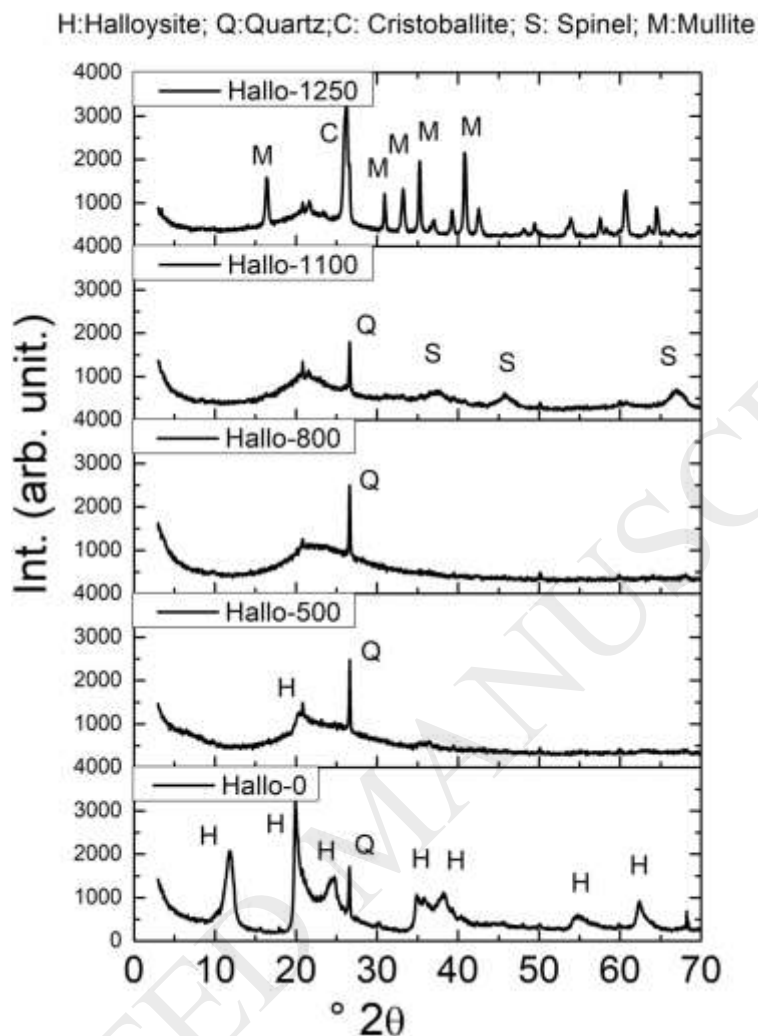 H:Halloysite; Q:Quartz;C: Cristoballite; S: Spinel; M:Mullite
4000
Hallo-1250
3000
2000
1000
M
C
M
M
M
M
4000
Hallo-1100
3000
2000
1000
Q
S
S
S
4000
Hallo-800
3000
2000
1000
Q
4000
Hallo-500
3000
2000
1000
H
Q
4000
Hallo-0
3000
2000
1000
0
H
H
H
Q
H
H
H
H
Int. (arb. unit.)
0 10 20 30 40 50 60 70
° 2θ